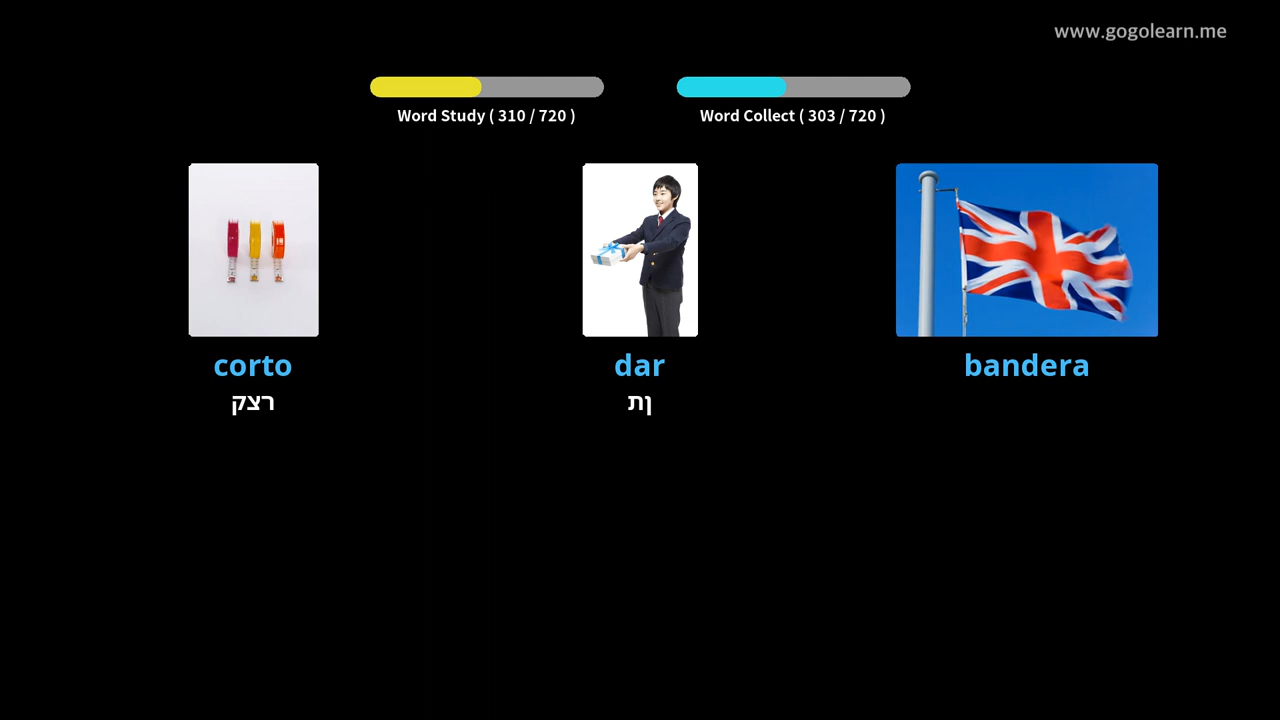 www.gogolearn.me
Word Study ( 310 / 720 )
Word Collect ( 303 / 720 )
corto
dar
bandera
רצק
ןת